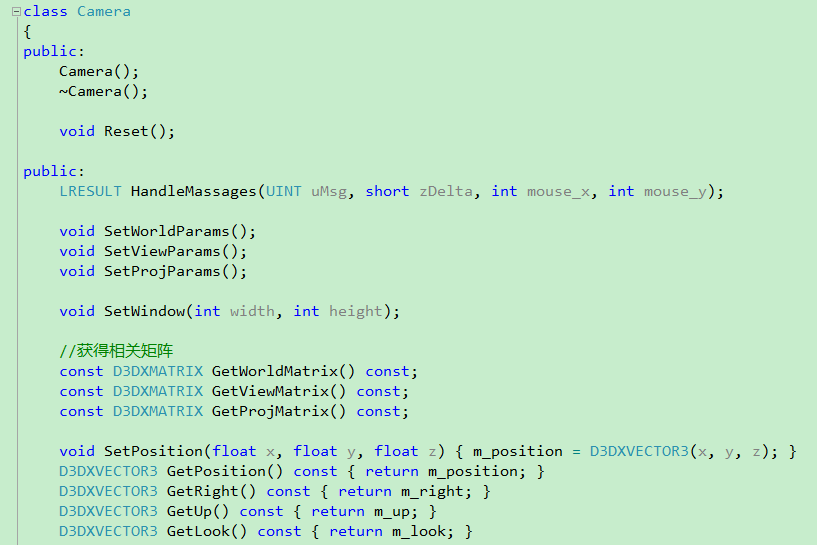 class Camera
{
public:
Camera();
~Camera();
void Reset();
public:
LRESULT HandleMassages(UINT uMsg, short zDelta, int mouse_x, int mouse_y);
void SetWorldParams();
void SetViewParams();
void SetProjParams();
void SetWindow(int width, int height);
//获得相关矩阵
const D3DXMATRIX GetWorldMatrix() const;
const D3DXMATRIX GetViewMatrix() const;
const D3DXMATRIX GetProjMatrix() const;
void SetPosition(float x, float y, float z) { m_position = D3DXVECTOR3(x, y, z); }
D3DXVECTOR3 GetPosition() const { return m_position; }
D3DXVECTOR3 GetRight() const { return m_right; }
D3DXVECTOR3 GetUp() const { return m_up; }
D3DXVECTOR3 GetLook() const { return m_look; }